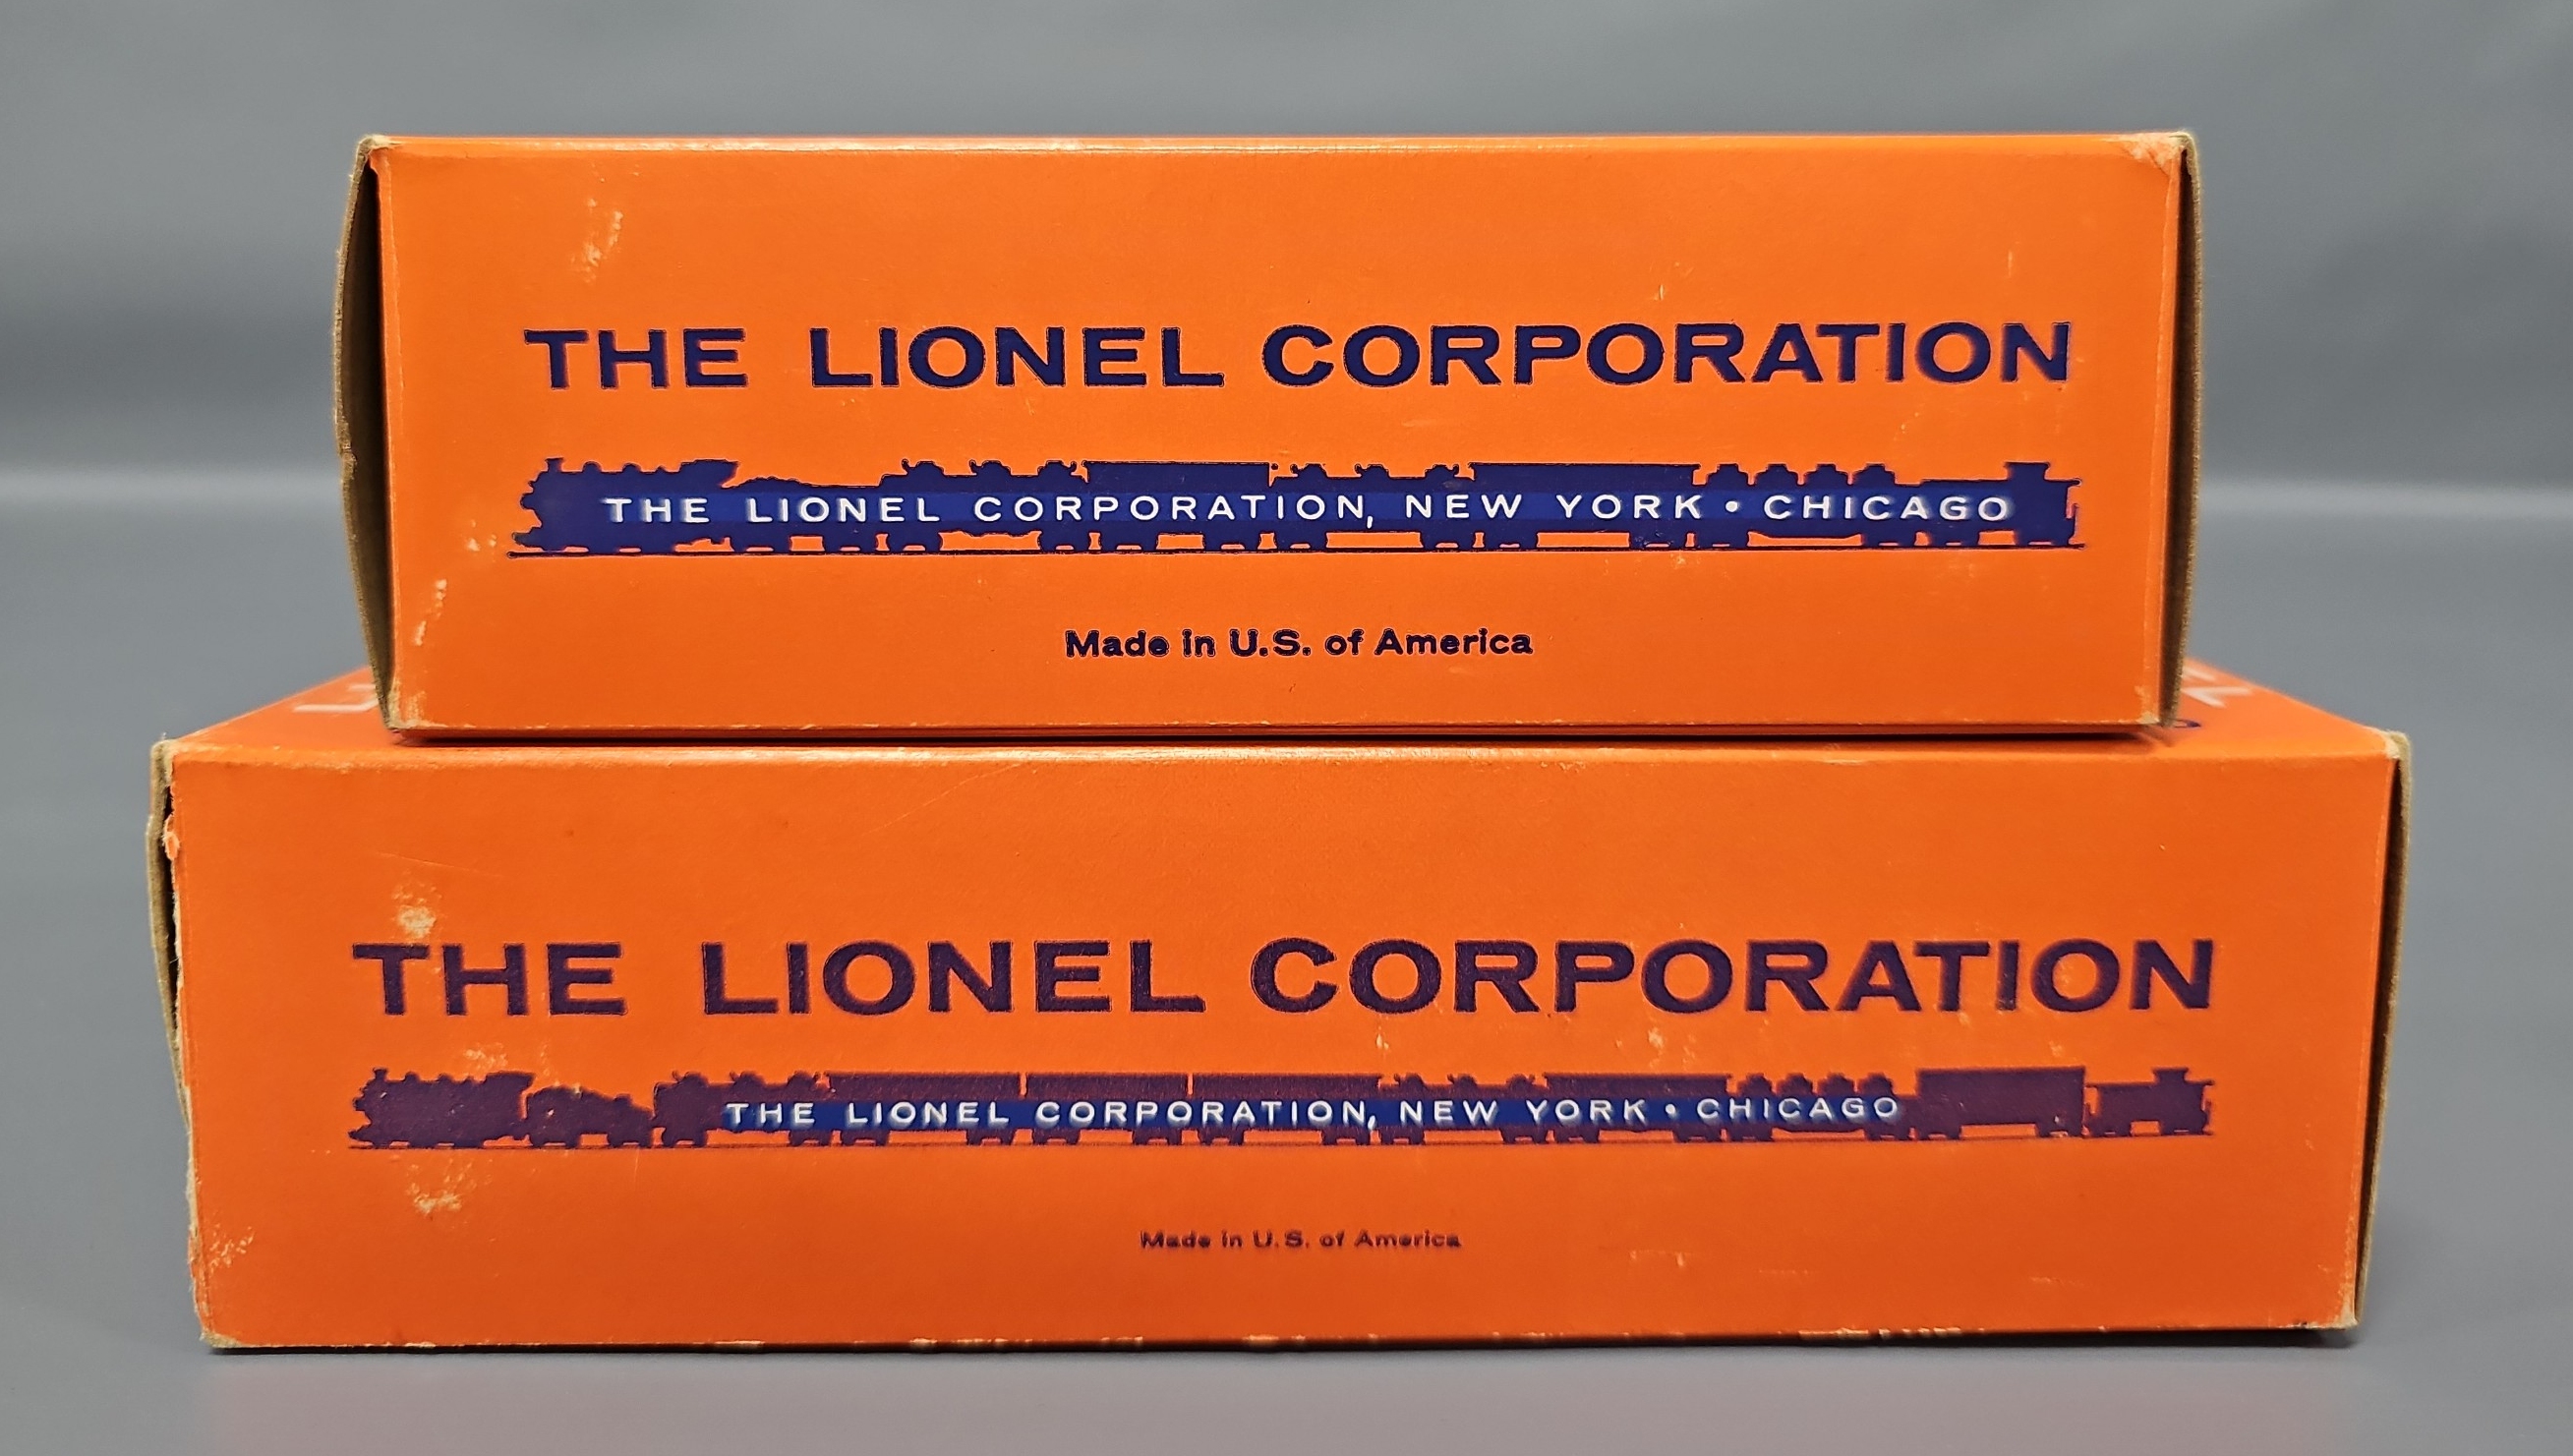 THE LIONEL CORPORATION
THE LIONEL CORPORATION, NEW YORK • CHICAGO
Made in U.S. of America
THE LIONEL CORPORATION
THE LIONEL CORPORATION, NEW YORK • CHICAGO
Made in U.S. of America